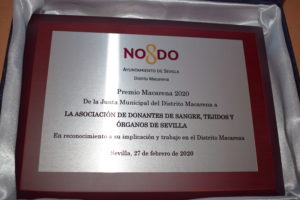 NO8DO
AYUNTAMIENTO DE SEVILLA
DISTRITO MACARENA
Premio Macarena 2020
De la Junta Municipal del Distrito Macarena a
LA ASOCIACIÓN DE DONANTES DE SANGRE, TEJIDOS Y
ÓRGANOS DE SEVILLA
En reconocimiento a su implicación y trabajo en el Distrito Macarena
Sevilla, 27 de febrero de 2020